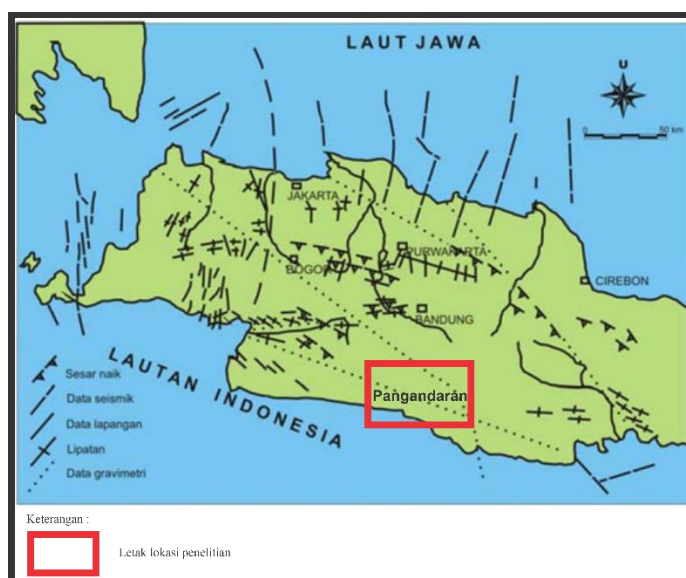 LAUT JAWA
U
0 50 km
JAKARTA
PURWAKARTA
BOGOR
CIREBON
BANDUNG
LAUTAN INDONESIA
Pangandaran
Sesar naik
Data seismik
Data lapangan
Lipatan
Data gravimetri
Keterangan :
Letak lokasi penelitian